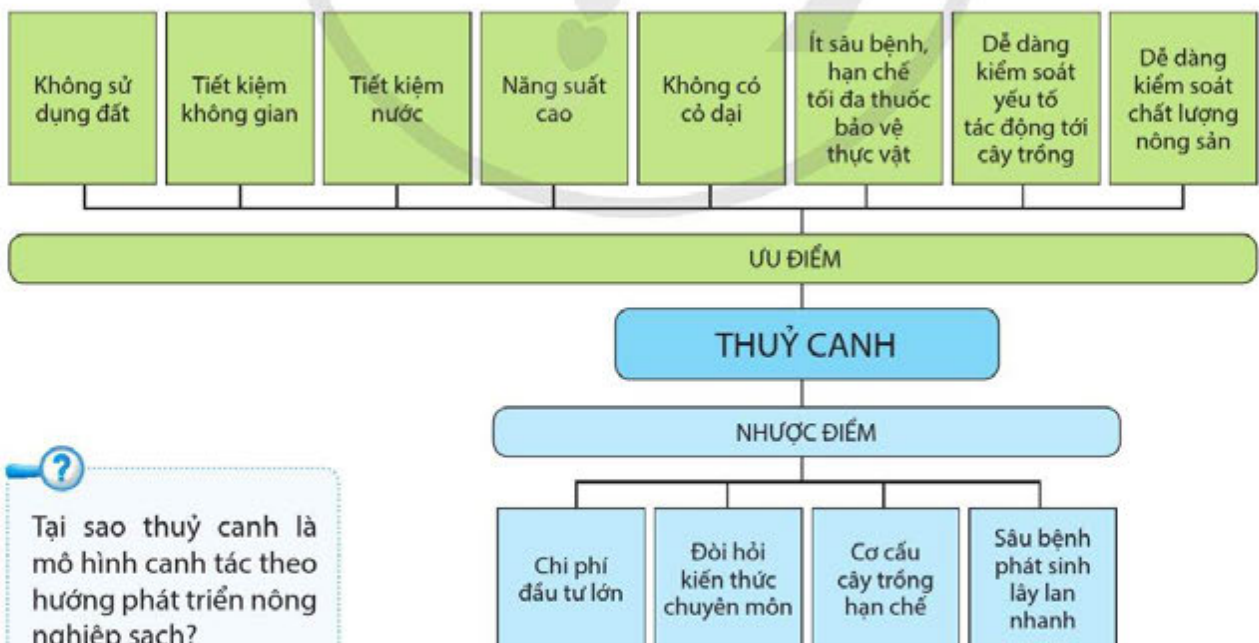 Không sử
dụng đất
Tiết kiệm
không gian
Tiết kiệm
nước
Năng suất
cao
Không có
cỏ dại
Ít sâu bệnh,
hạn chế
tối đa thuốc
bảo vệ
thực vật
Dễ dàng
kiểm soát
yếu tố
tác động tới
cây trồng
Dễ dàng
kiểm soát
chất lượng
nông sản
ƯU ĐIỂM
THUỶ CANH
NHƯỢC ĐIỂM
Chi phí
đầu tư lớn
Đòi hỏi
kiến thức
chuyên môn
Cơ cấu
cây trồng
hạn chế
Sâu bệnh
phát sinh
lây lan
nhanh
?
Tại sao thuỷ canh là
mô hình canh tác theo
hướng phát triển nông
nghiệp sạch?